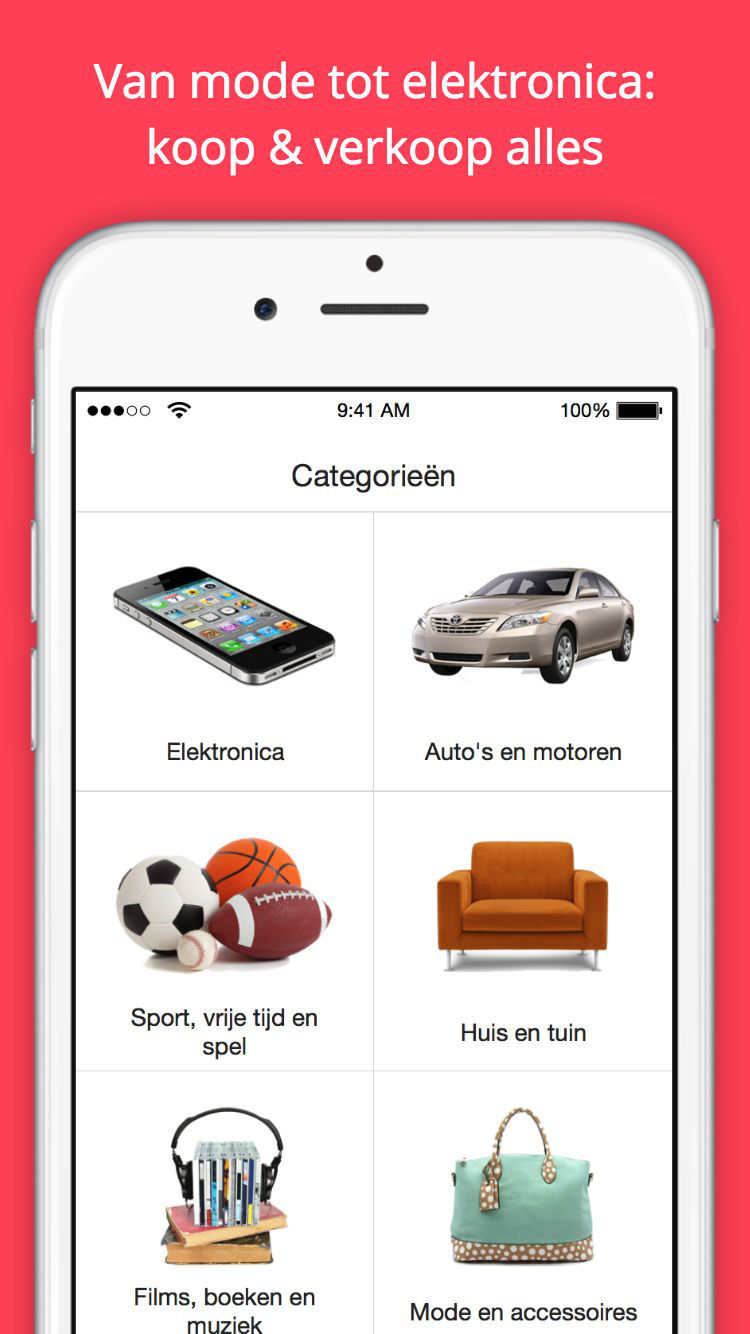 Van mode tot elektronica:
koop & verkoop alles
9:41 AM
100%
Categorieën
Elektronica
Auto's en motoren
Sport, vrije tijd en
spel
Huis en tuin
Films, boeken en
muziek
Mode en accessoires